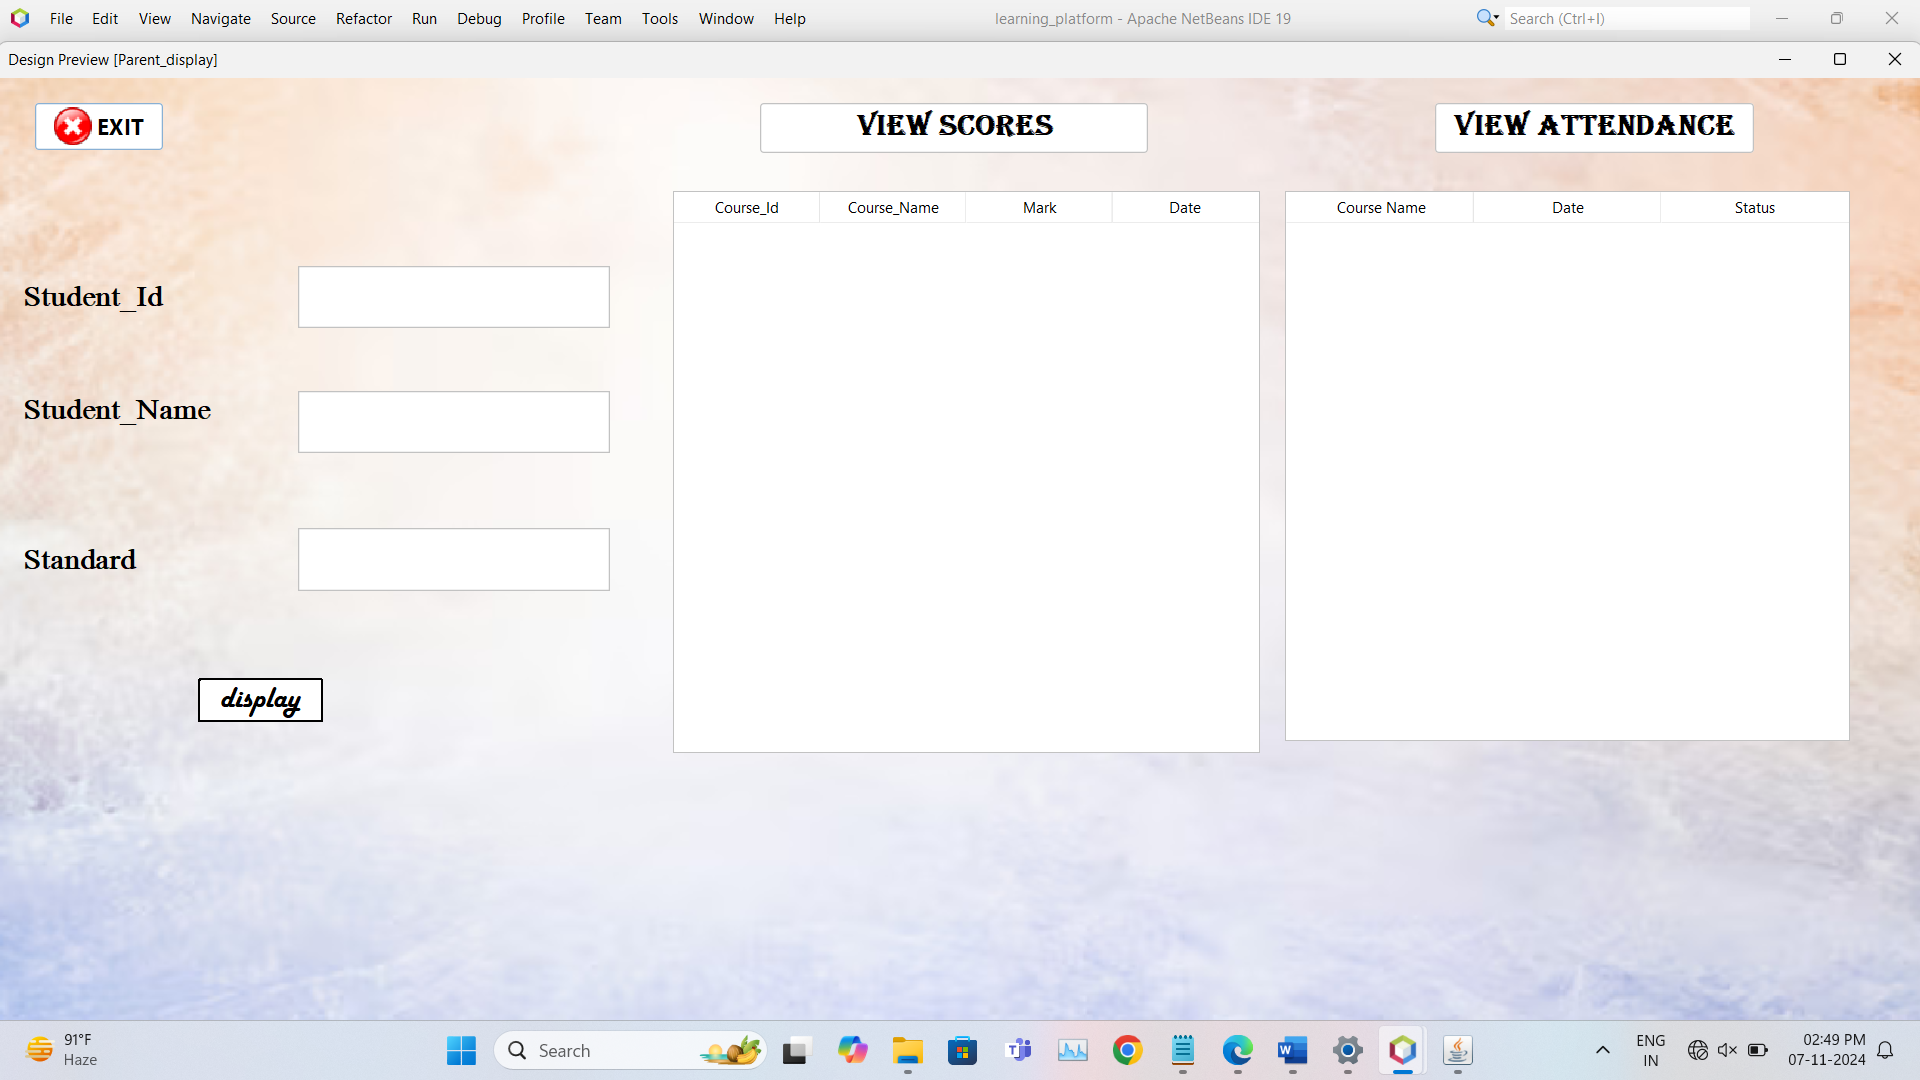 File Edit View Navigate Source Refactor Run Debug Profile Team Tools Window Help learning_platform - Apache NetBeans IDE 19 Search (Ctrl+I)
Design Preview [Parent_display]
EXIT
VIEW SCORES
VIEW ATTENDANCE
Course_Id Course_Name Mark Date
Course Name Date Status
Student_Id
Student_Name
Standard
display
91°F
Haze
Search
ENG
IN
02:49 PM
07-11-2024